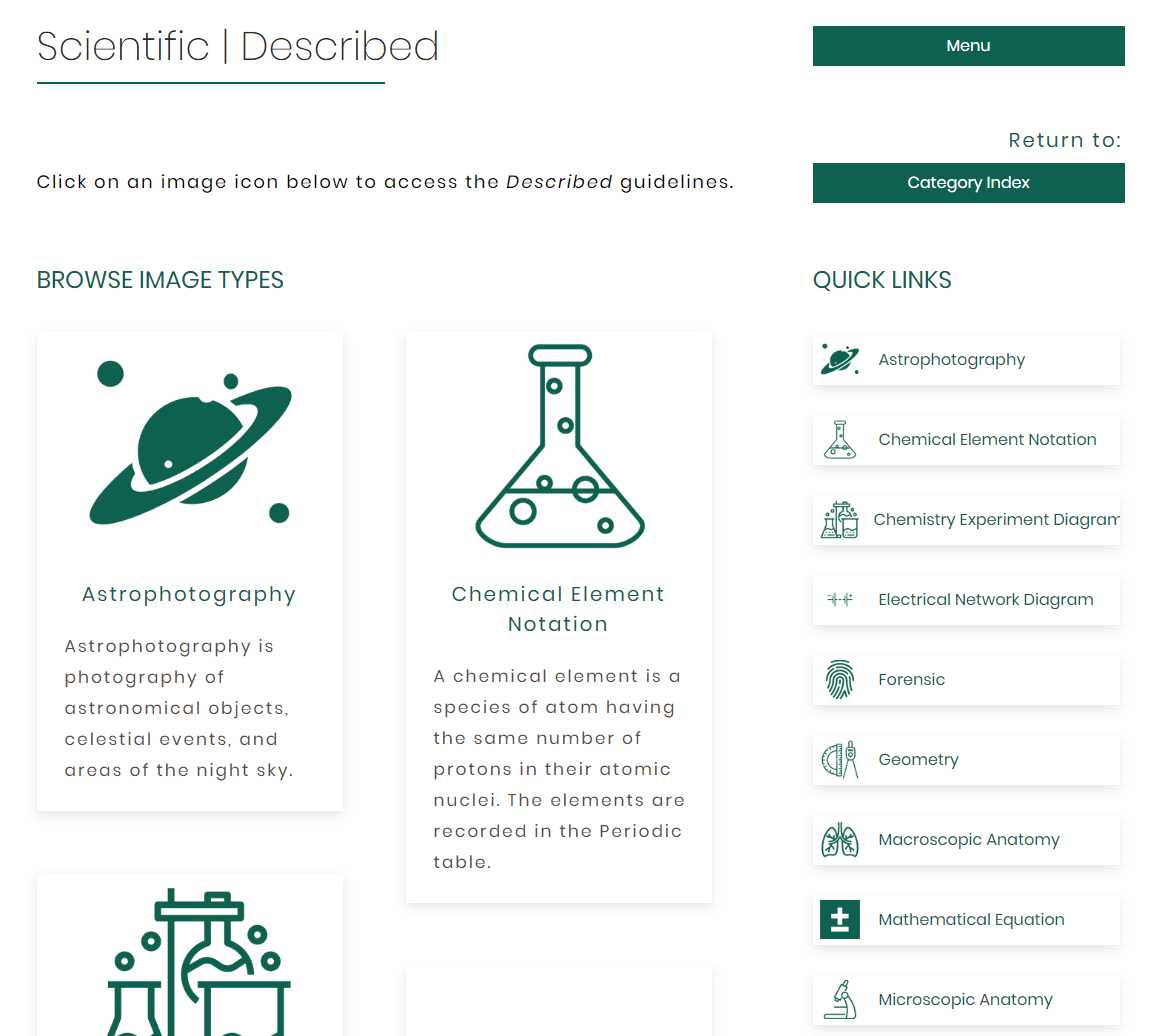 Scientific | Described
Menu
Return to:
Click on an image icon below to access the Described guidelines.
Category Index
BROWSE IMAGE TYPES
Astrophotography
Astrophotography is
photography of
astronomical objects,
celestial events, and
areas of the night sky.
Chemical Element
Notation
A chemical element is a
species of atom having
the same number of
protons in their atomic
nuclei. The elements are
recorded in the Periodic
table.
QUICK LINKS
Astrophotography
Chemical Element Notation
Chemistry Experiment Diagram
Electrical Network Diagram
Forensic
Geometry
Macroscopic Anatomy
Mathematical Equation
Microscopic Anatomy